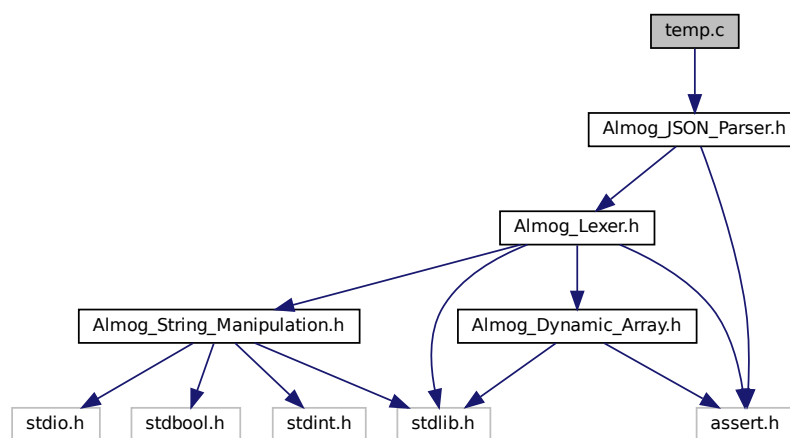 temp.c
Almog_JSON_Parser.h
Almog_Lexer.h
Almog_String_Manipulation.h
Almog_Dynamic_Array.h
stdio.h
stdbool.h
stdint.h
stdlib.h
assert.h